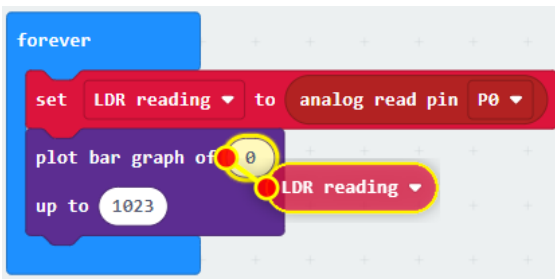 forever
set LDR reading to analog read pin P0
plot bar graph of 0
LDR reading
up to 1023